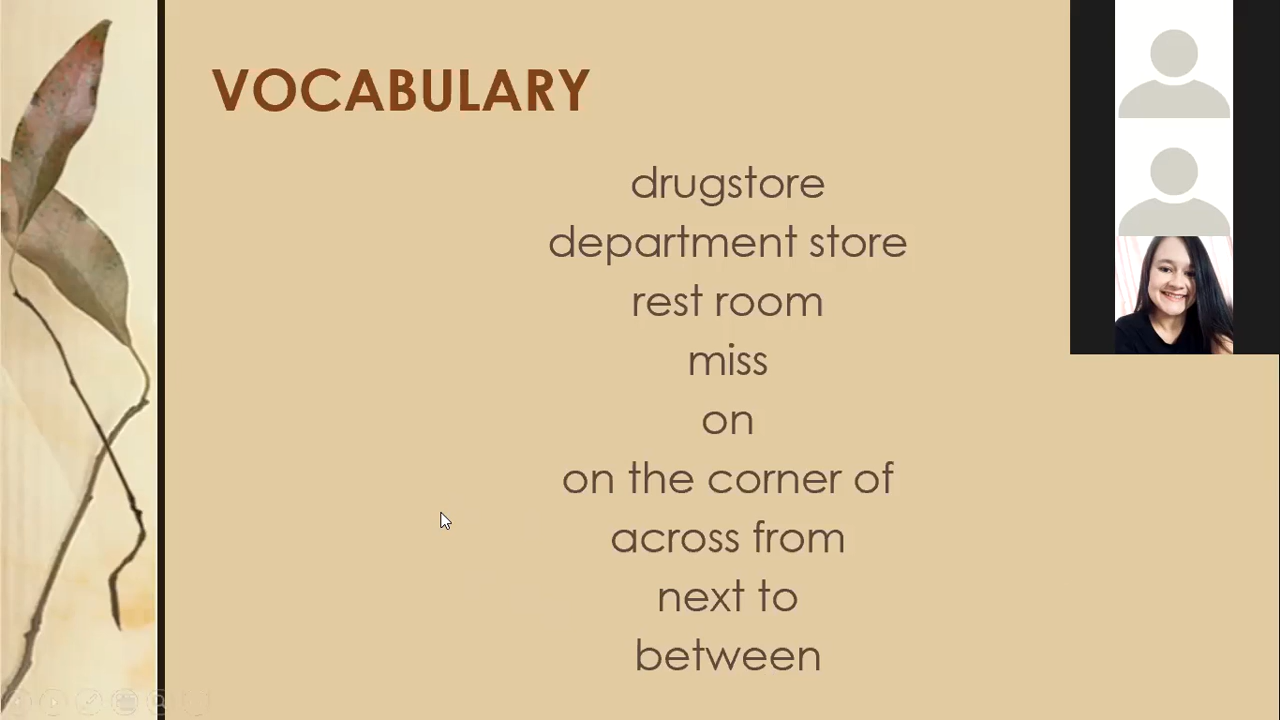 VOCABULARY
drugstore
department store
rest room
miss
on
on the corner of
across from
next to
between